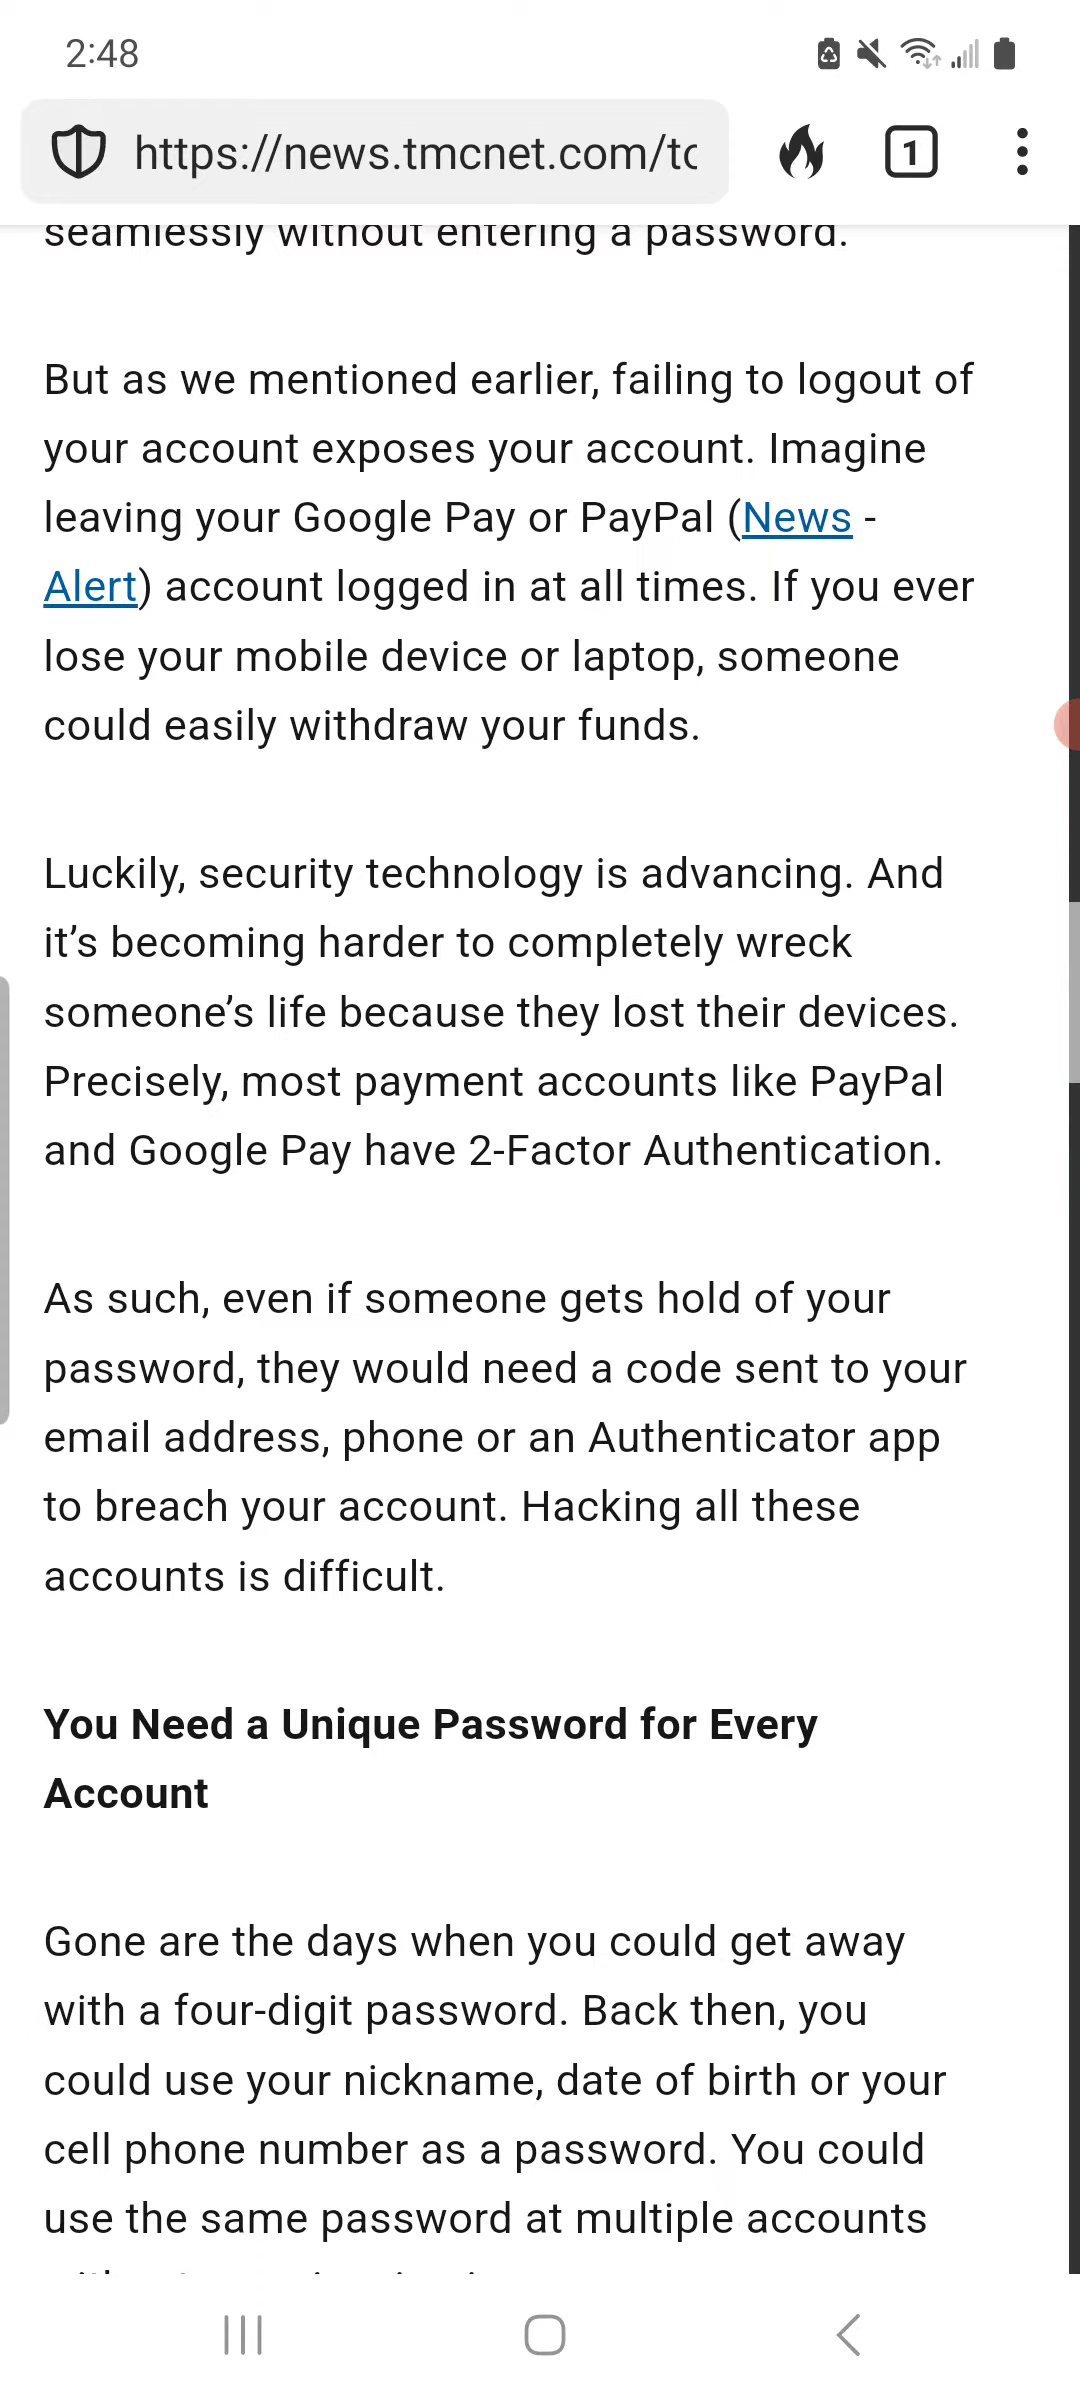 2:48
https://news.tmcnet.com/to
1
seamlessly without entering a password.
But as we mentioned earlier, failing to logout of
your account exposes your account. Imagine
leaving your Google Pay or PayPal (News -
Alert) account logged in at all times. If you ever
lose your mobile device or laptop, someone
could easily withdraw your funds.
Luckily, security technology is advancing. And
it’s becoming harder to completely wreck
someone’s life because they lost their devices.
Precisely, most payment accounts like PayPal
and Google Pay have 2-Factor Authentication.
As such, even if someone gets hold of your
password, they would need a code sent to your
email address, phone or an Authenticator app
to breach your account. Hacking all these
accounts is difficult.
You Need a Unique Password for Every
Account
Gone are the days when you could get away
with a four-digit password. Back then, you
could use your nickname, date of birth or your
cell phone number as a password. You could
use the same password at multiple accounts